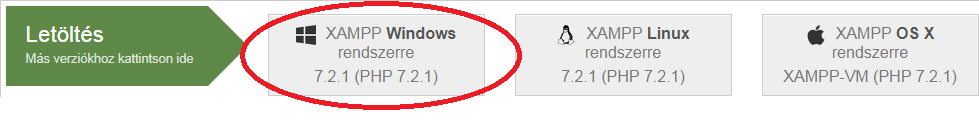 Letöltés
Más verziókhoz kattintson ide
XAMPP Windows
rendszerre
7.2.1 (PHP 7.2.1)
XAMPP Linux
rendszerre
7.2.1 (PHP 7.2.1)
XAMPP OS X
rendszerre
XAMPP-VM (PHP 7.2.1)